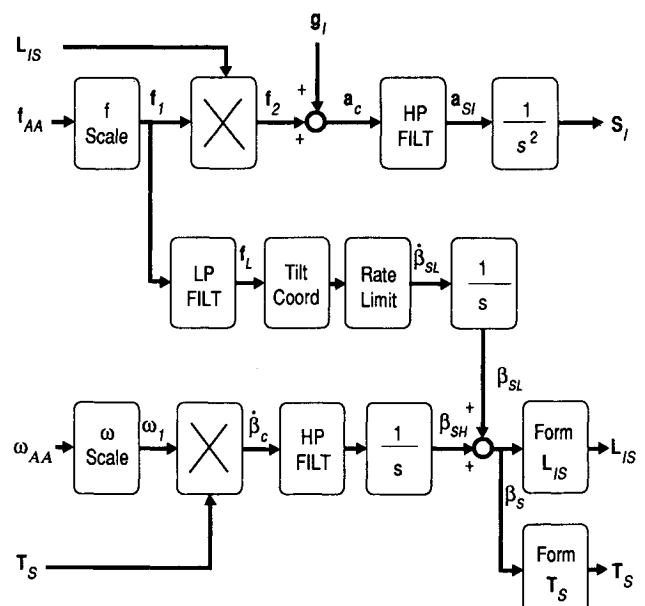 g_I
L_IS
f_AA
f Scale
f_1
f_2
+
+
a_c
HP FILT
a_SI
1/s^2
S_I
LP FILT
f_L
Tilt Coord
Rate Limit
β̇_SL
1/s
β_SL
ω_AA
ω Scale
ω_1
β̇_c
HP FILT
1/s
β_SH
+
+
β_S
Form L_IS
L_IS
T_S
Form T_S
T_S